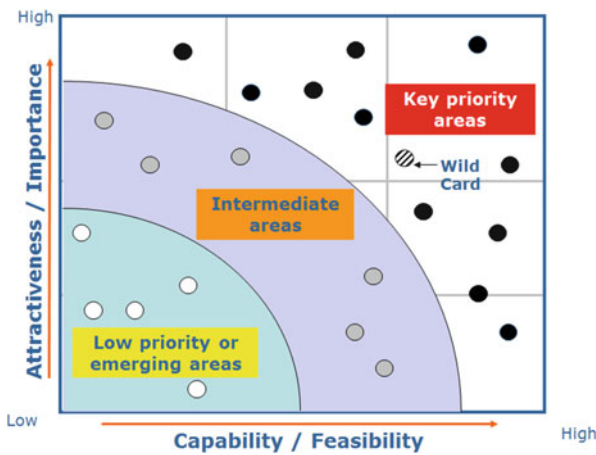 High
Attractiveness / Importance
Key priority
areas
Wild
Card
Intermediate
areas
Low priority or
emerging areas
Low
Capability / Feasibility
High